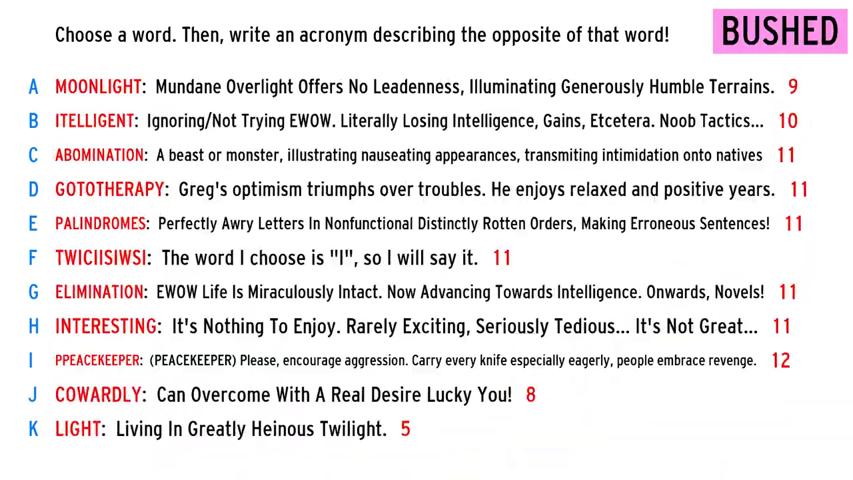 Choose a word. Then, write an acronym describing the opposite of that word! BUSHED
A MOONLIGHT: Mundane Overlight Offers No Leadenness, Illuminating Generously Humble Terrains. 9
B ITELLIGENT: Ignoring/Not Trying EWOW. Literally Losing Intelligence, Gains, Etcetera. Noob Tactics... 10
C ABOMINATION: A beast or monster, illustrating nauseating appearances, transmiting intimidation onto natives 11
D GOTOTHERAPY: Greg's optimism triumphs over troubles. He enjoys relaxed and positive years. 11
E PALINDROMES: Perfectly Awry Letters In Nonfunctional Distinctly Rotten Orders, Making Erroneous Sentences! 11
F TWICIISIWSI: The word I choose is "I", so I will say it. 11
G ELIMINATION: EWOW Life Is Miraculously Intact. Now Advancing Towards Intelligence. Onwards, Novels! 11
H INTERESTING: It's Nothing To Enjoy. Rarely Exciting, Seriously Tedious... It's Not Great... 11
I PPEACEKEEPER: (PEACEKEEPER) Please, encourage aggression. Carry every knife especially eagerly, people embrace revenge. 12
J COWARDLY: Can Overcome With A Real Desire Lucky You! 8
K LIGHT: Living In Greatly Heinous Twilight. 5